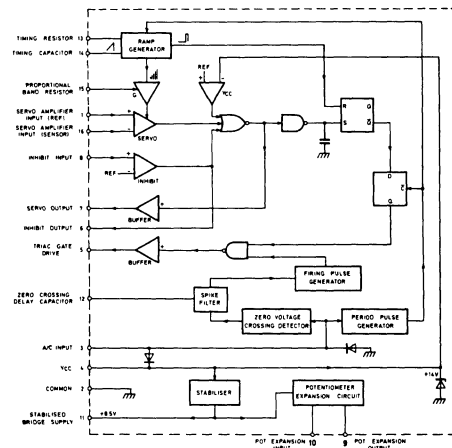 TIMING RESISTOR 13
TIMING CAPACITOR 14
RAMP GENERATOR
PROPORTIONAL BAND RESISTOR 15
G
REF
+ -
VCC
SERVO AMPLIFIER INPUT (REF) 1
+
SERVO AMPLIFIER INPUT (SENSOR) 16
-
SERVO
R Q
S Q̅
INHIBIT INPUT 8
+
REF -
INHIBIT
D
C̅
Q
SERVO OUTPUT 7
+
BUFFER
INHIBIT OUTPUT 6
TRIAC GATE DRIVE 5
+
BUFFER
FIRING PULSE GENERATOR
ZERO CROSSING DELAY CAPACITOR 12
SPIKE FILTER
ZERO VOLTAGE CROSSING DETECTOR
PERIOD PULSE GENERATOR
A/C INPUT 3
VCC 4
+14V
COMMON 2
STABILISER
POTENTIOMETER EXPANSION CIRCUIT
STABILISED BRIDGE SUPPLY 11
+8.5V
POT EXPANSION INPUT 10
9 POT EXPANSION OUTPUT